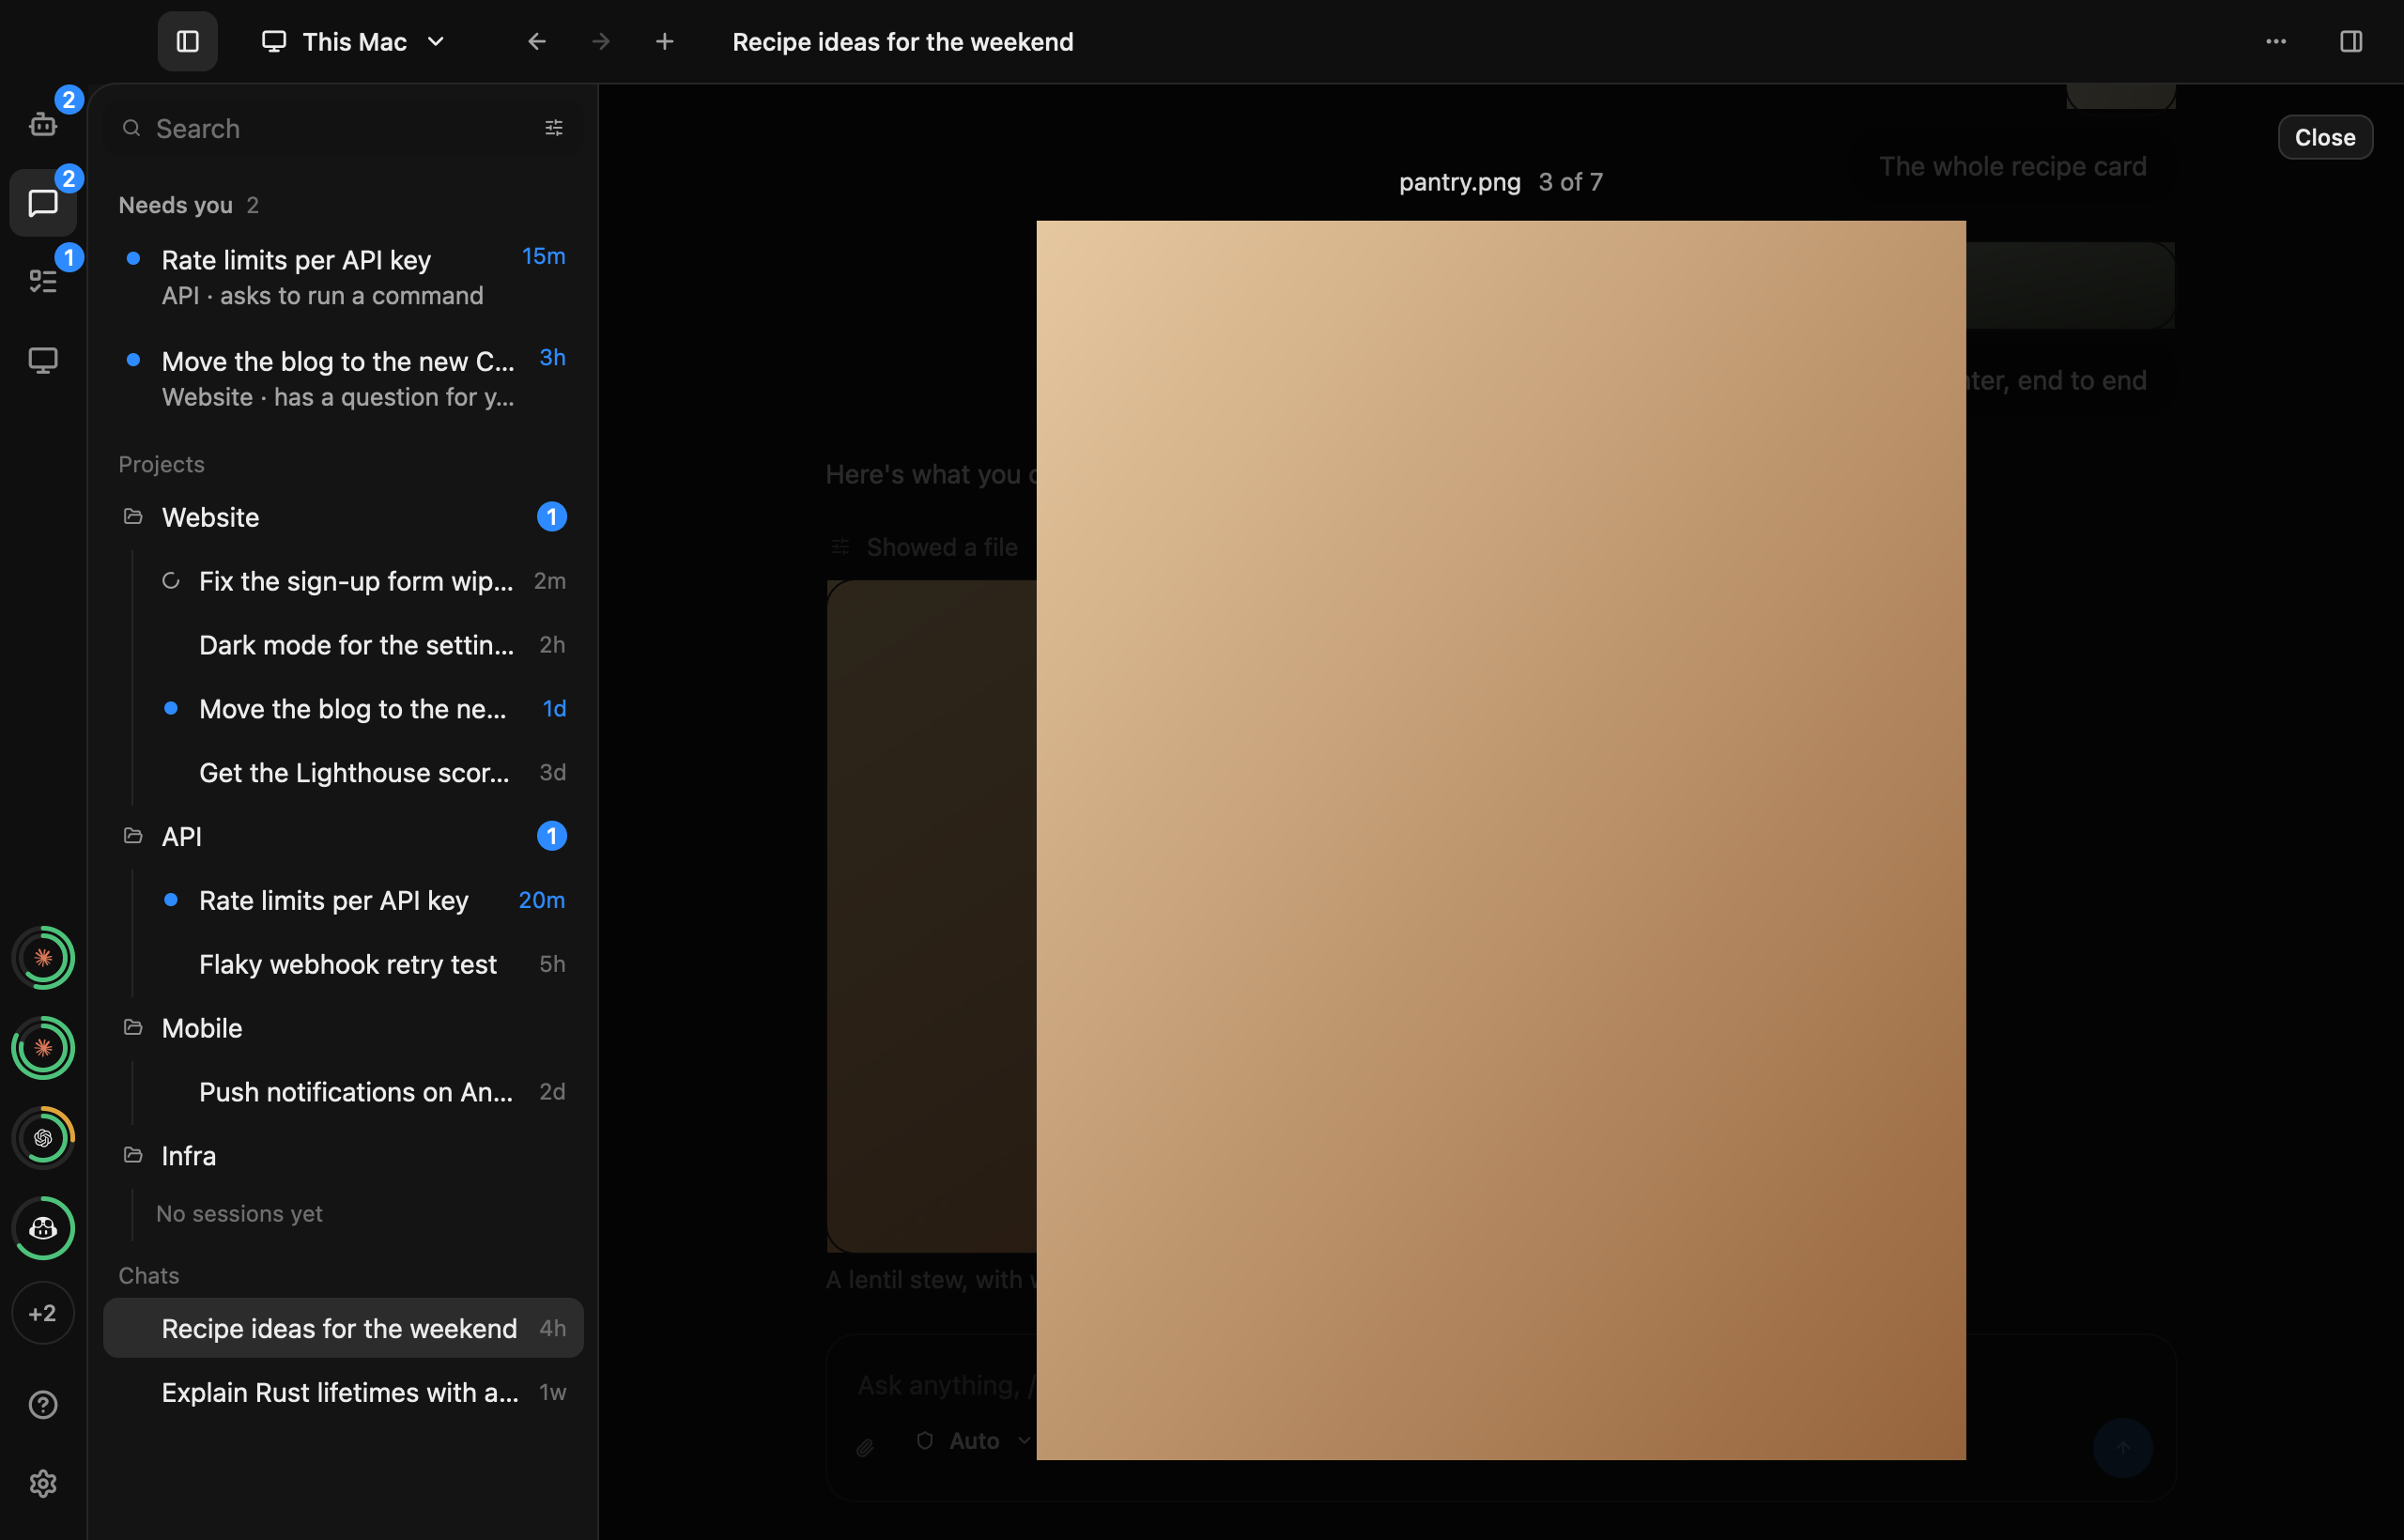 This Mac
Recipe ideas for the weekend
2
2
1
Search
Needs you 2
Rate limits per API key 15m
API · asks to run a command
Move the blog to the new C... 3h
Website · has a question for y...
Projects
Website 1
Fix the sign-up form wip... 2m
Dark mode for the settin... 2h
Move the blog to the ne... 1d
Get the Lighthouse scor... 3d
API 1
Rate limits per API key 20m
Flaky webhook retry test 5h
Mobile
Push notifications on An... 2d
Infra
No sessions yet
Chats
Recipe ideas for the weekend 4h
Explain Rust lifetimes with a... 1w
+2
Close
The whole recipe card
pantry.png 3 of 7
end to end
Here's what you
Showed a file
A lentil stew, with
Ask anything, /
Auto